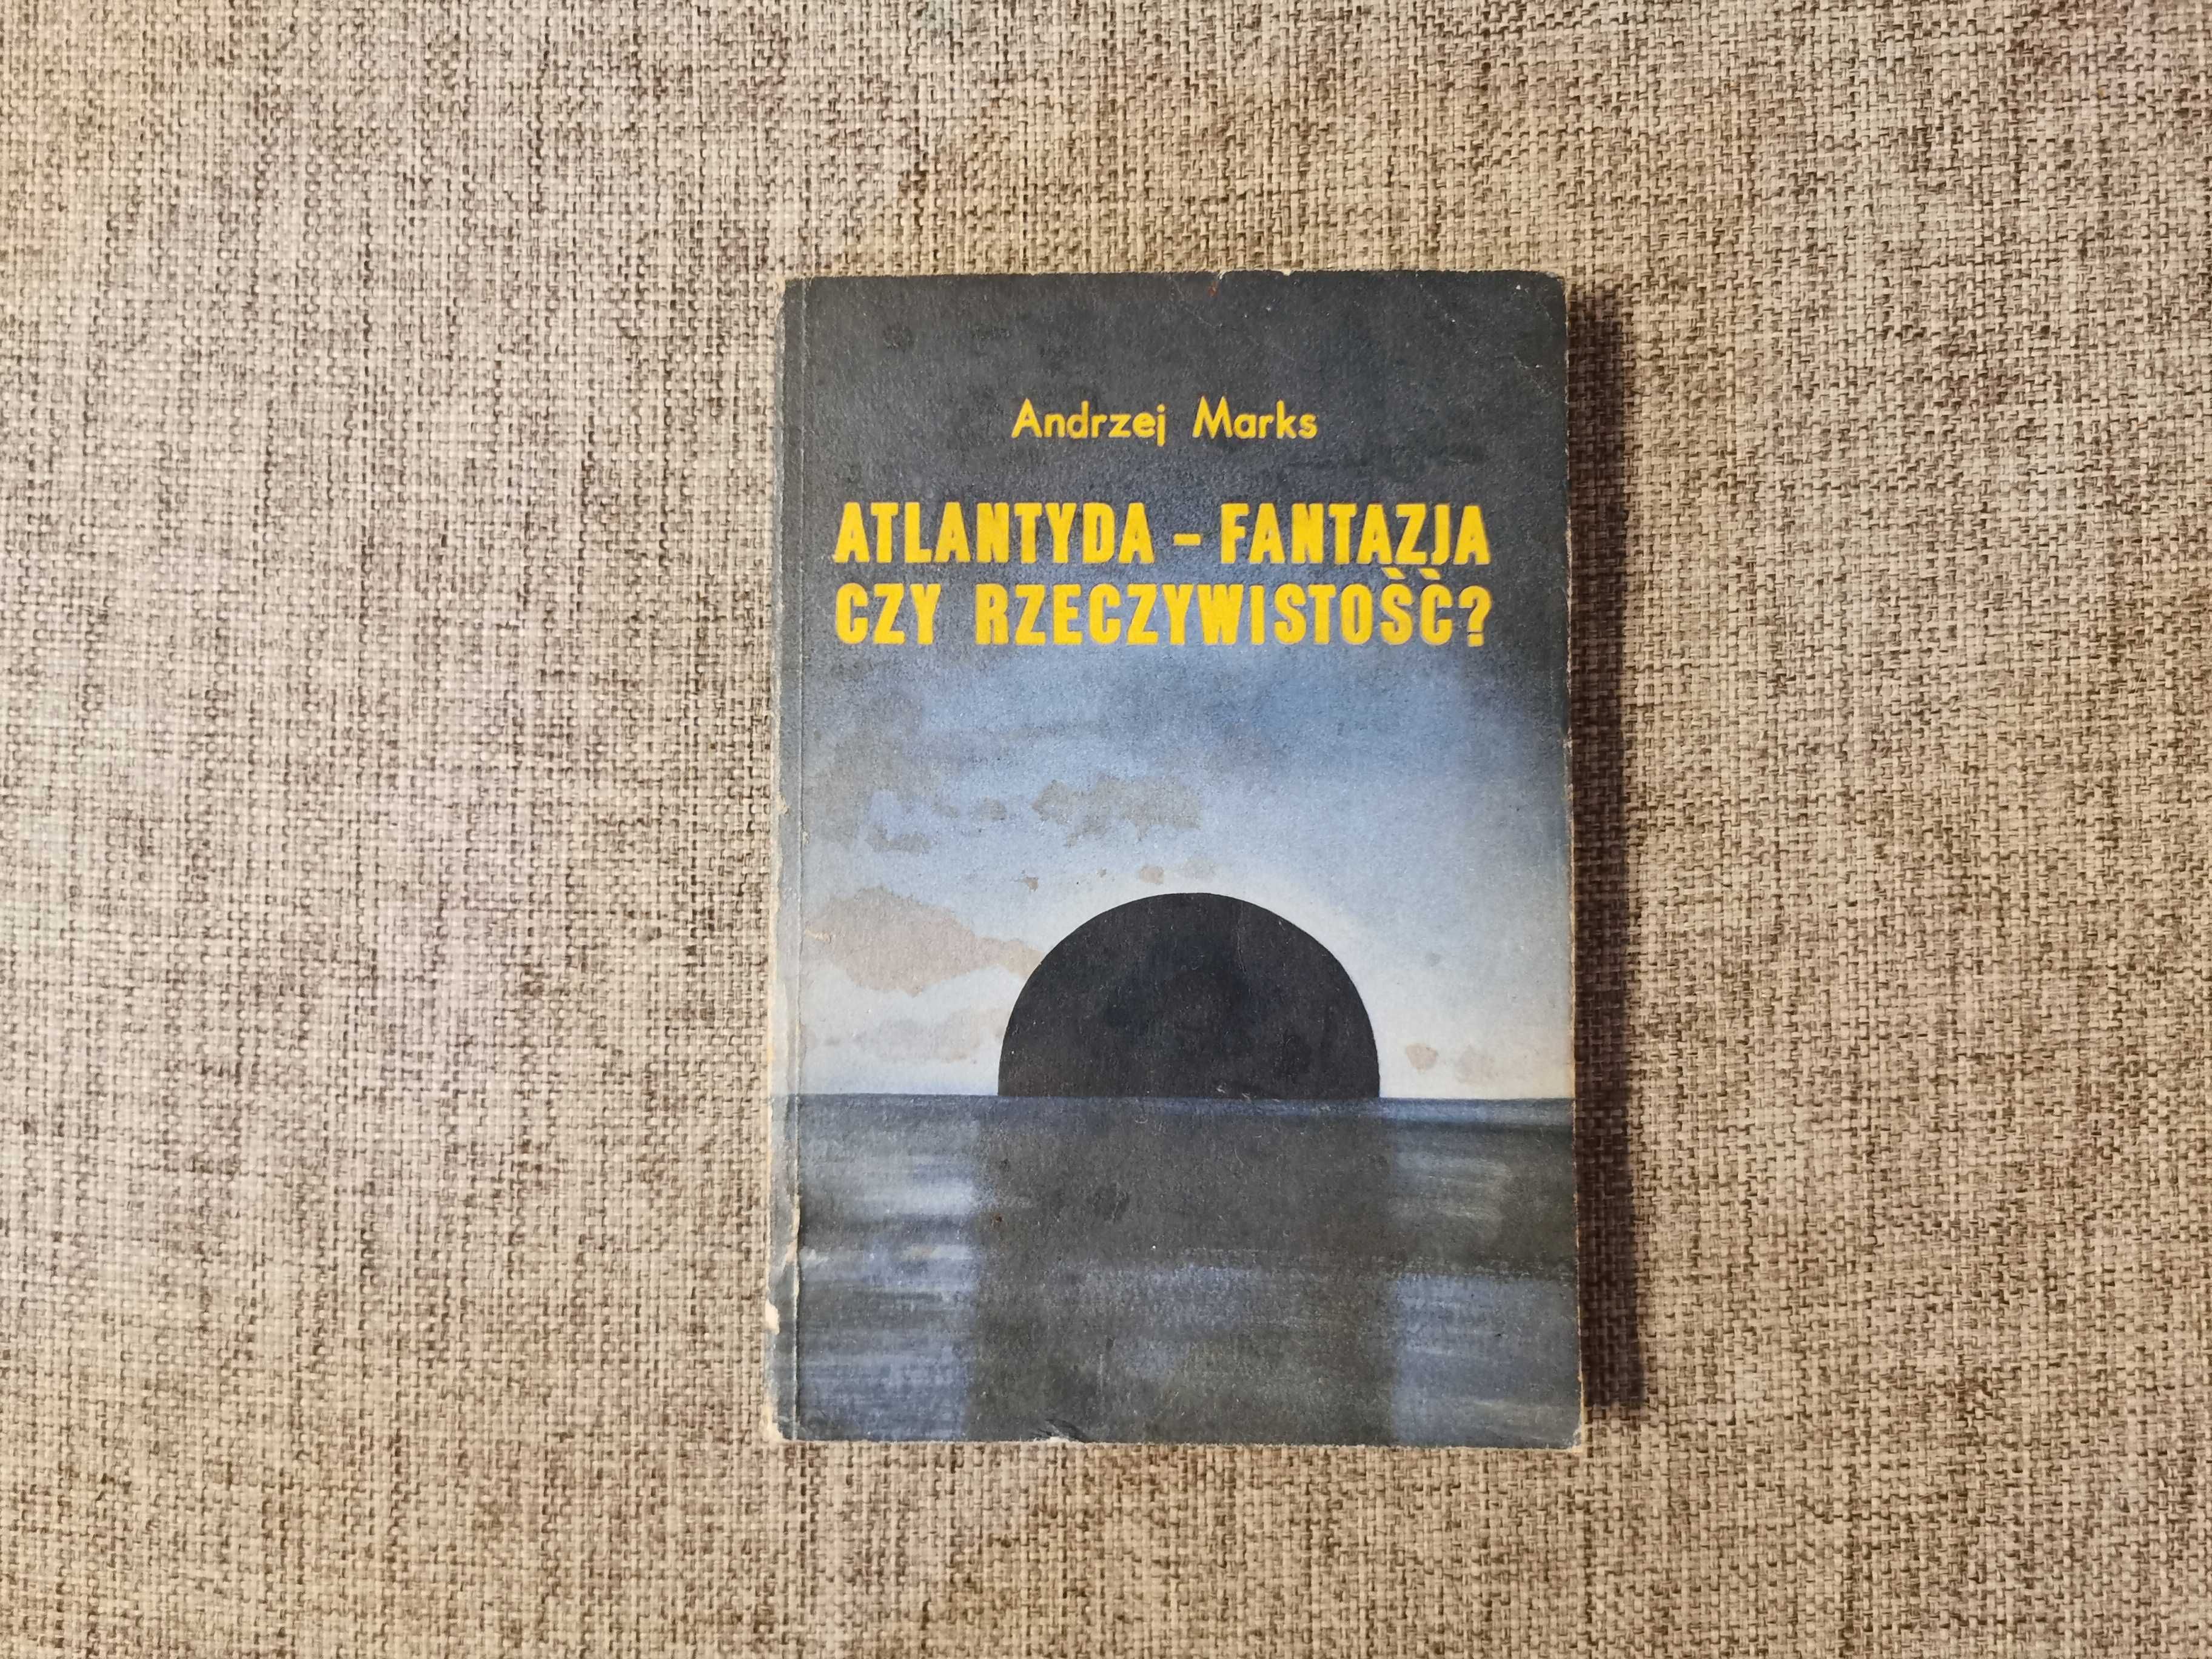 Andrzej Marks
ATLANTYDA – FANTAZJA
CZY RZECZYWISTOŚĆ?